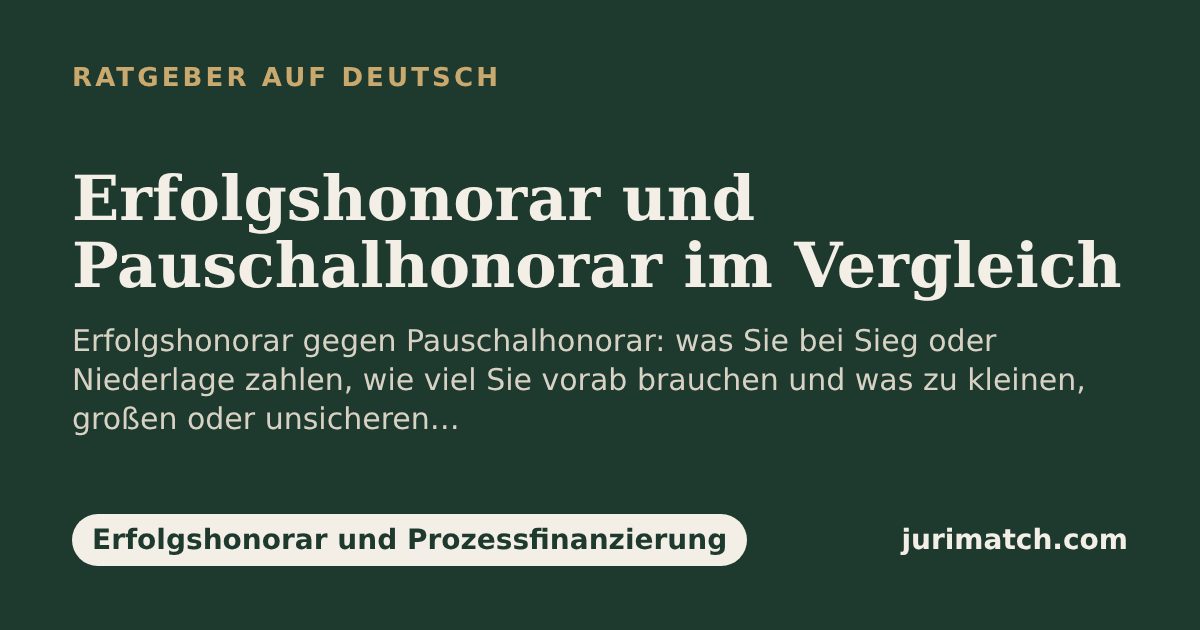 RATGEBER AUF DEUTSCH
Erfolgshonorar und
Pauschalhonorar im Vergleich
Erfolgshonorar gegen Pauschalhonorar: was Sie bei Sieg oder
Niederlage zahlen, wie viel Sie vorab brauchen und was zu kleinen,
großen oder unsicheren…
Erfolgshonorar und Prozessfinanzierung
jurimatch.com